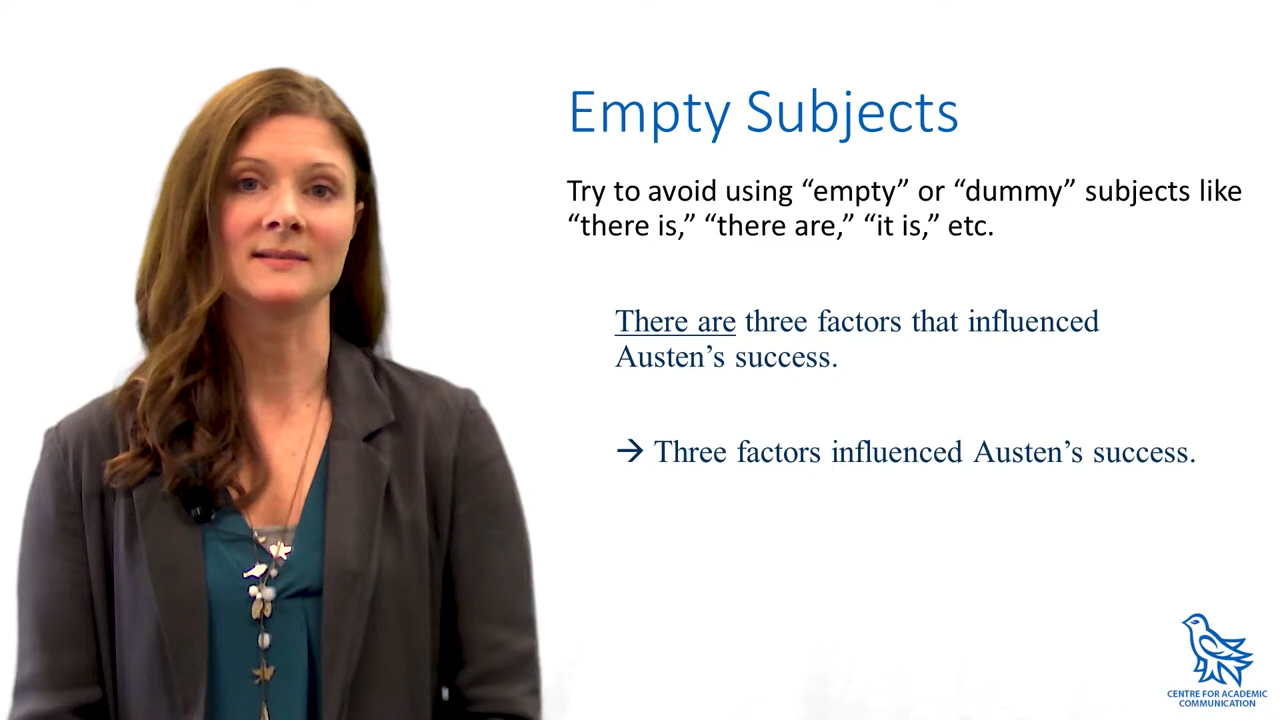 Empty Subjects
Try to avoid using “empty” or “dummy” subjects like
“there is,” “there are,” “it is,” etc.
There are three factors that influenced
Austen’s success.
→ Three factors influenced Austen’s success.
CENTRE FOR ACADEMIC
COMMUNICATION